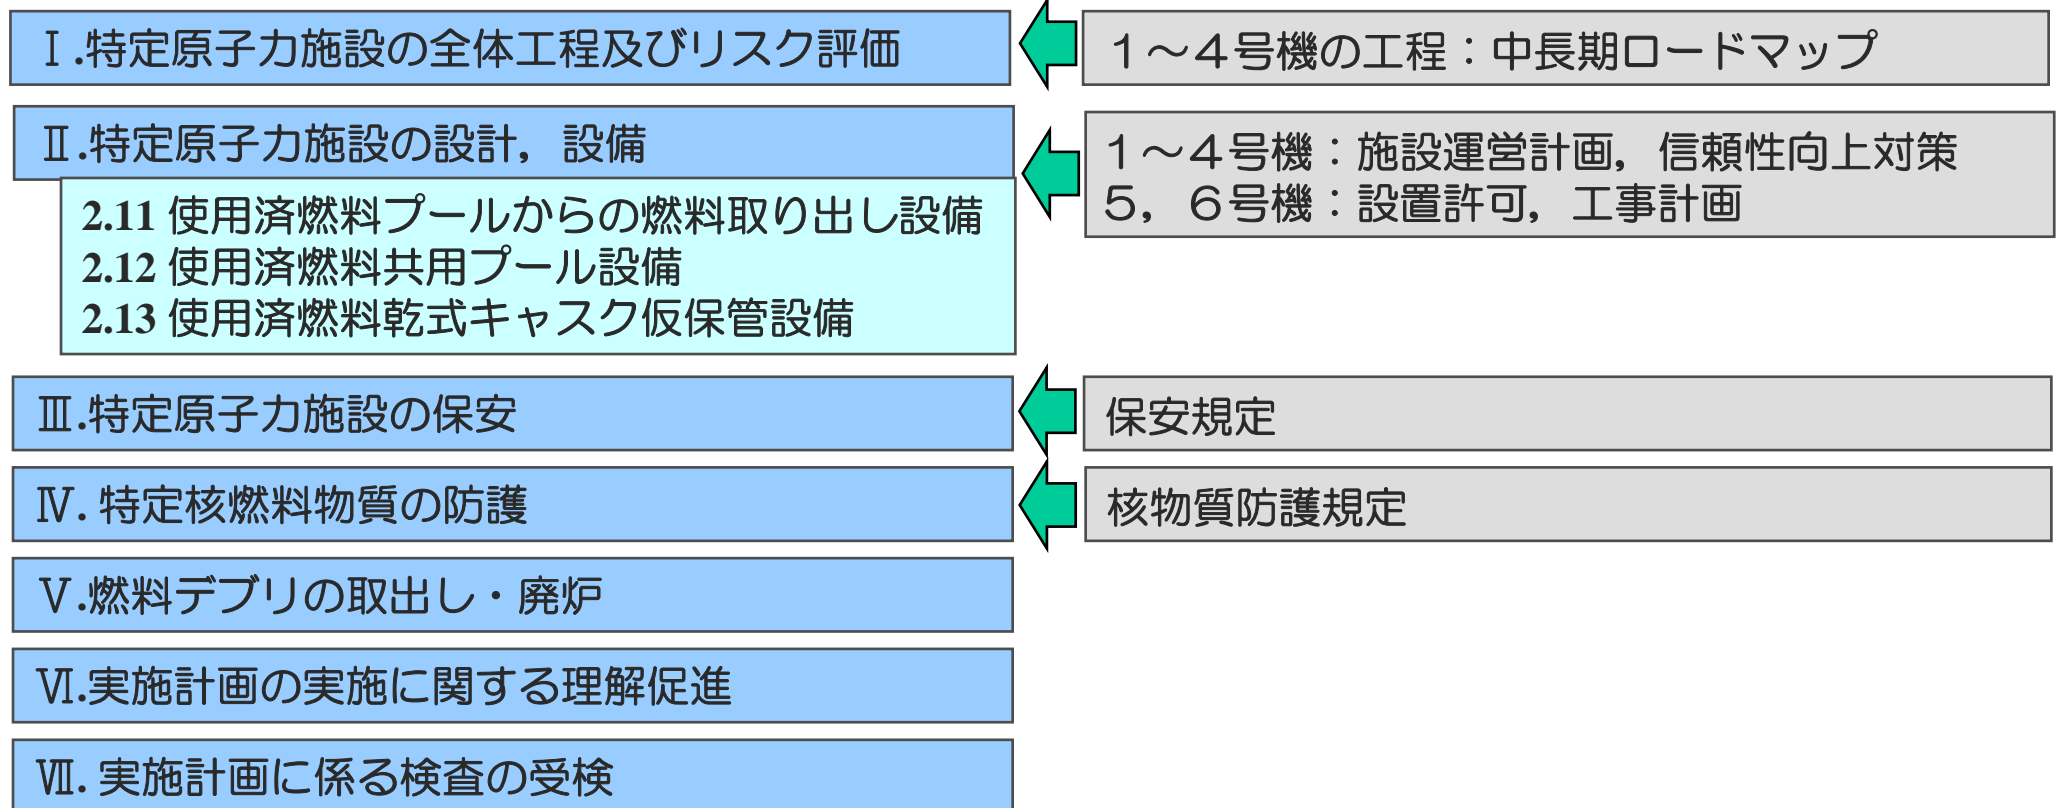 Ⅰ.特定原子力施設の全体工程及びリスク評価
1～4号機の工程：中長期ロードマップ
Ⅱ.特定原子力施設の設計，設備
1～4号機：施設運営計画，信頼性向上対策
5，6号機：設置許可，工事計画
2.11 使用済燃料プールからの燃料取り出し設備
2.12 使用済燃料共用プール設備
2.13 使用済燃料乾式キャスク仮保管設備
Ⅲ.特定原子力施設の保安
保安規定
Ⅳ. 特定核燃料物質の防護
核物質防護規定
Ⅴ.燃料デブリの取出し・廃炉
Ⅵ.実施計画の実施に関する理解促進
Ⅶ. 実施計画に係る検査の受検